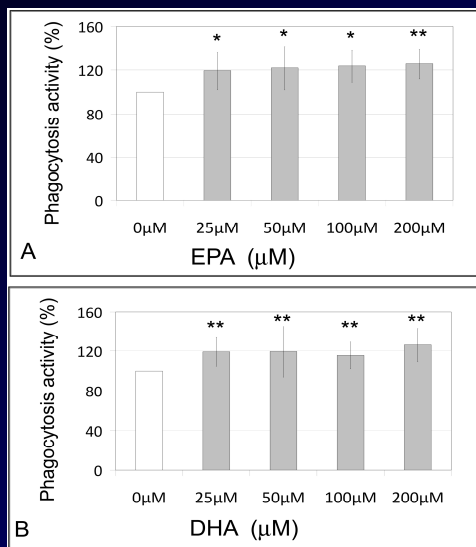 Phagocytosis activity (%)
160
120
80
40
0
* * * **
0μM 25μM 50μM 100μM 200μM
A
EPA (μM)
Phagocytosis activity (%)
160
120
80
40
0
** ** ** **
0μM 25μM 50μM 100μM 200μM
B
DHA (μM)